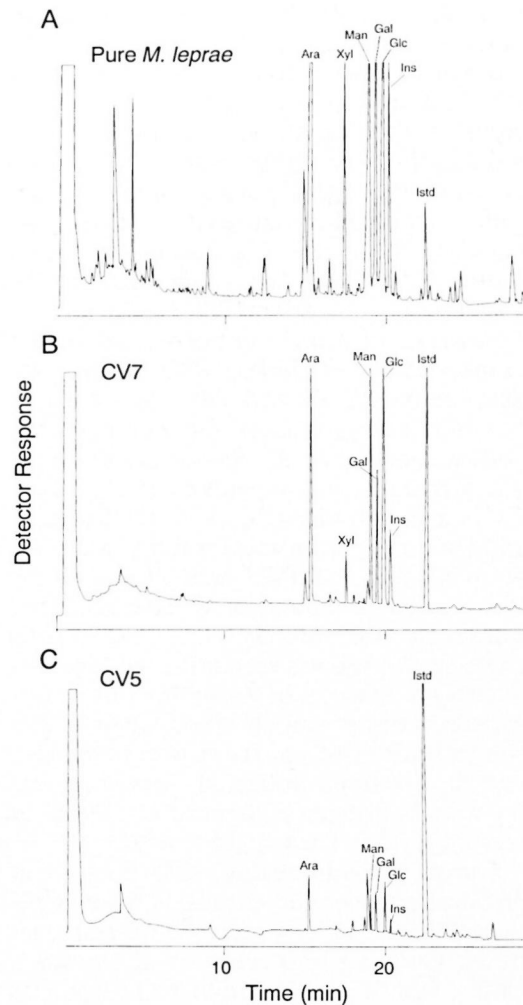 A
Pure M. leprae
Ara
Xyl
Man
Gal
Glc
Ins
Istd
B
CV7
Ara
Xyl
Man
Gal
Glc
Ins
Istd
C
CV5
Ara
Man
Gal
Glc
Ins
Istd
Detector Response
10
20
Time (min)